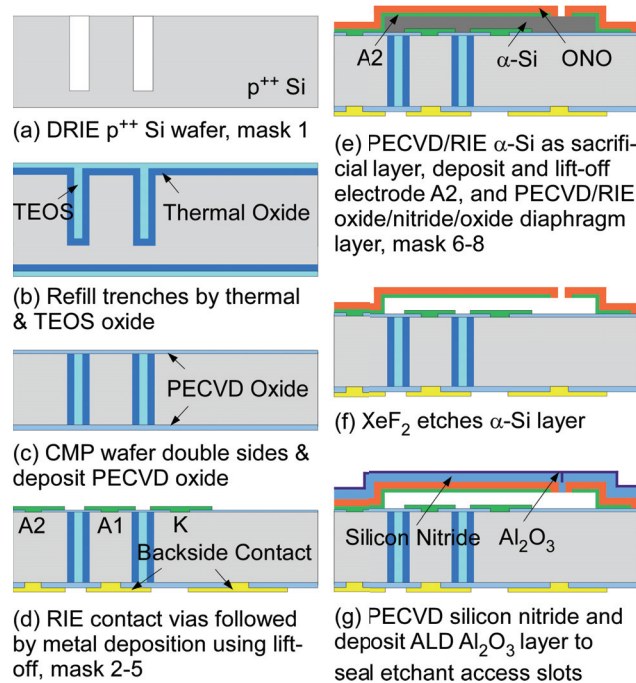 p++ Si
(a) DRIE p++ Si wafer, mask 1
TEOS
Thermal Oxide
(b) Refill trenches by thermal
& TEOS oxide
PECVD Oxide
(c) CMP wafer double sides &
deposit PECVD oxide
A2 A1 K
Backside Contact
(d) RIE contact vias followed
by metal deposition using lift-
off, mask 2-5
A2 α-Si ONO
(e) PECVD/RIE α-Si as sacrifi-
cial layer, deposit and lift-off
electrode A2, and PECVD/RIE
oxide/nitride/oxide diaphragm
layer, mask 6-8
(f) XeF2 etches α-Si layer
Silicon Nitride Al2O3
(g) PECVD silicon nitride and
deposit ALD Al2O3 layer to
seal etchant access slots